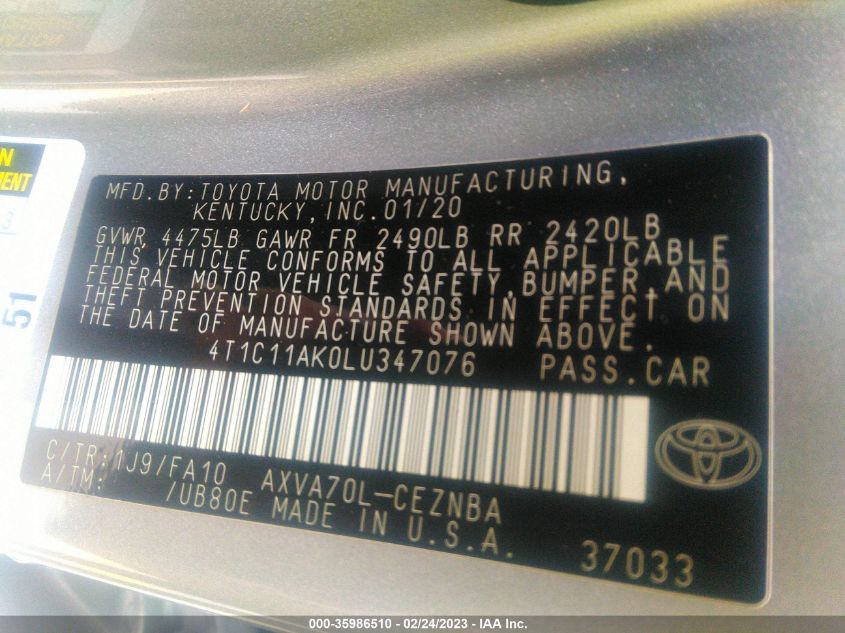 MFD.BY:TOYOTA MOTOR MANUFACTURING,
KENTUCKY, INC. 01/20
GVWR 4475LB GAWR FR 2490LB RR 2420LB
THIS VEHICLE CONFORMS TO ALL APPLICABLE
FEDERAL MOTOR VEHICLE SAFETY, BUMPER, AND
THEFT PREVENTION STANDARDS IN EFFECT ON
THE DATE OF MANUFACTURE SHOWN ABOVE.
4T1C11AK0LU347076 PASS.CAR
C/TR: 1J9/FA10 AXVA70L-CEZNBA
A/TM: /UB80E MADE IN U.S.A. 37033
51
000-35986510 - 02/24/2023 - IAA Inc.